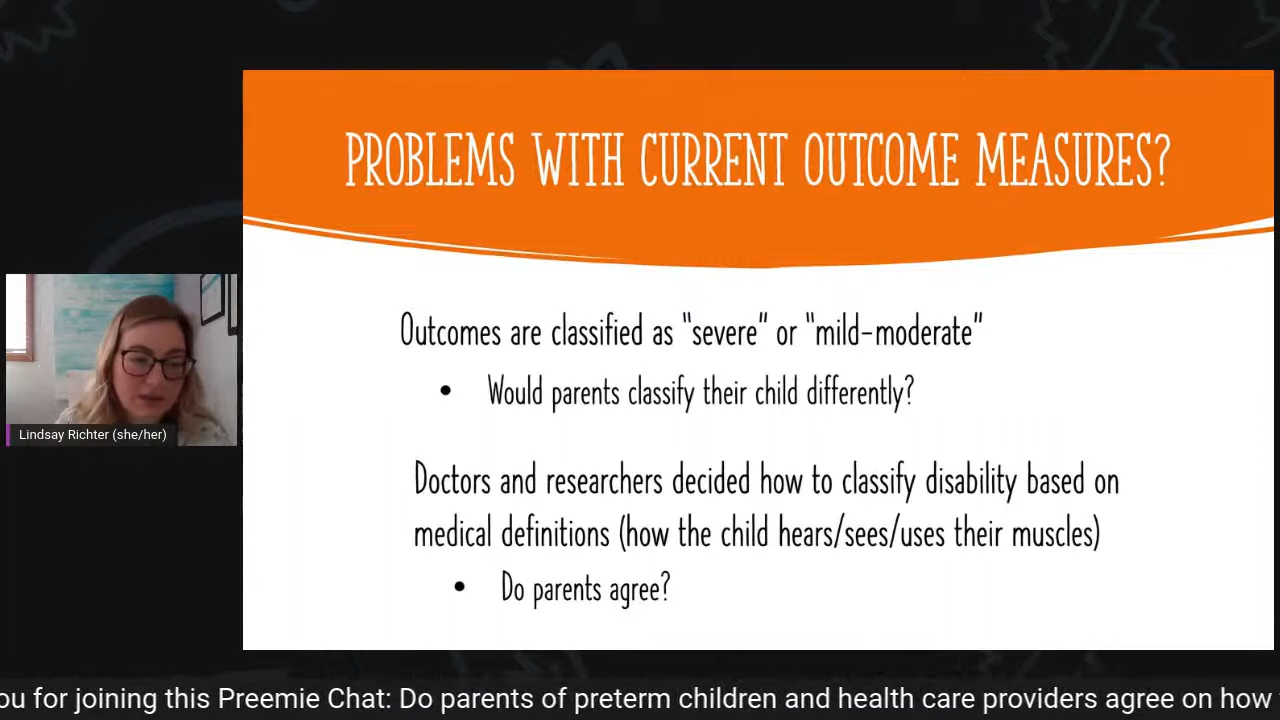 PROBLEMS WITH CURRENT OUTCOME MEASURES?
Outcomes are classified as "severe" or "mild-moderate"
• Would parents classify their child differently?
Doctors and researchers decided how to classify disability based on
medical definitions (how the child hears/sees/uses their muscles)
• Do parents agree?
Lindsay Richter (she/her)
ou for joining this Preemie Chat: Do parents of preterm children and health care providers agree on how